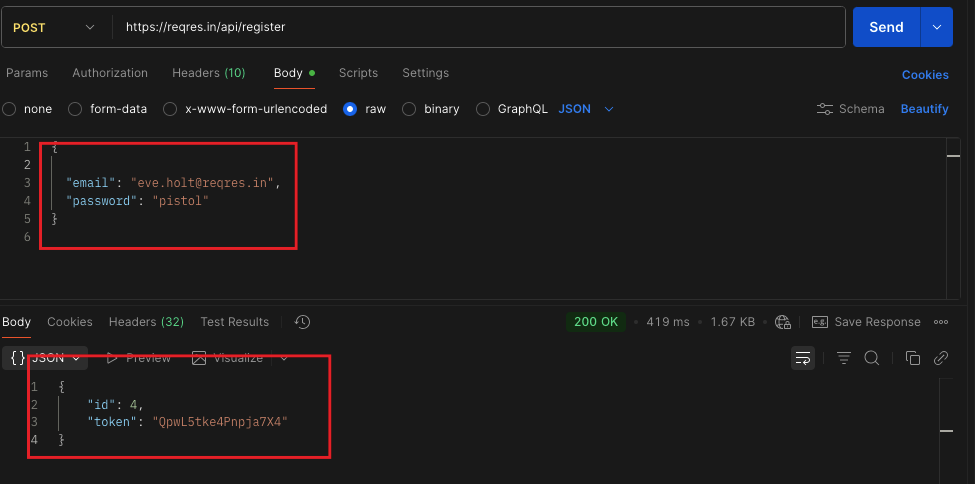 POST https://reqres.in/api/register Send
Params Authorization Headers (10) Body Scripts Settings Cookies
none form-data x-www-form-urlencoded raw binary GraphQL JSON Schema Beautify
1 {
2
3 "email": "eve.holt@reqres.in",
4 "password": "pistol"
5 }
6
Body Cookies Headers (32) Test Results 200 OK 419 ms 1.67 KB e.g. Save Response
{} JSON Preview Visualize
1 {
2 "id": 4,
3 "token": "QpwL5tke4Pnpja7X4"
4 }